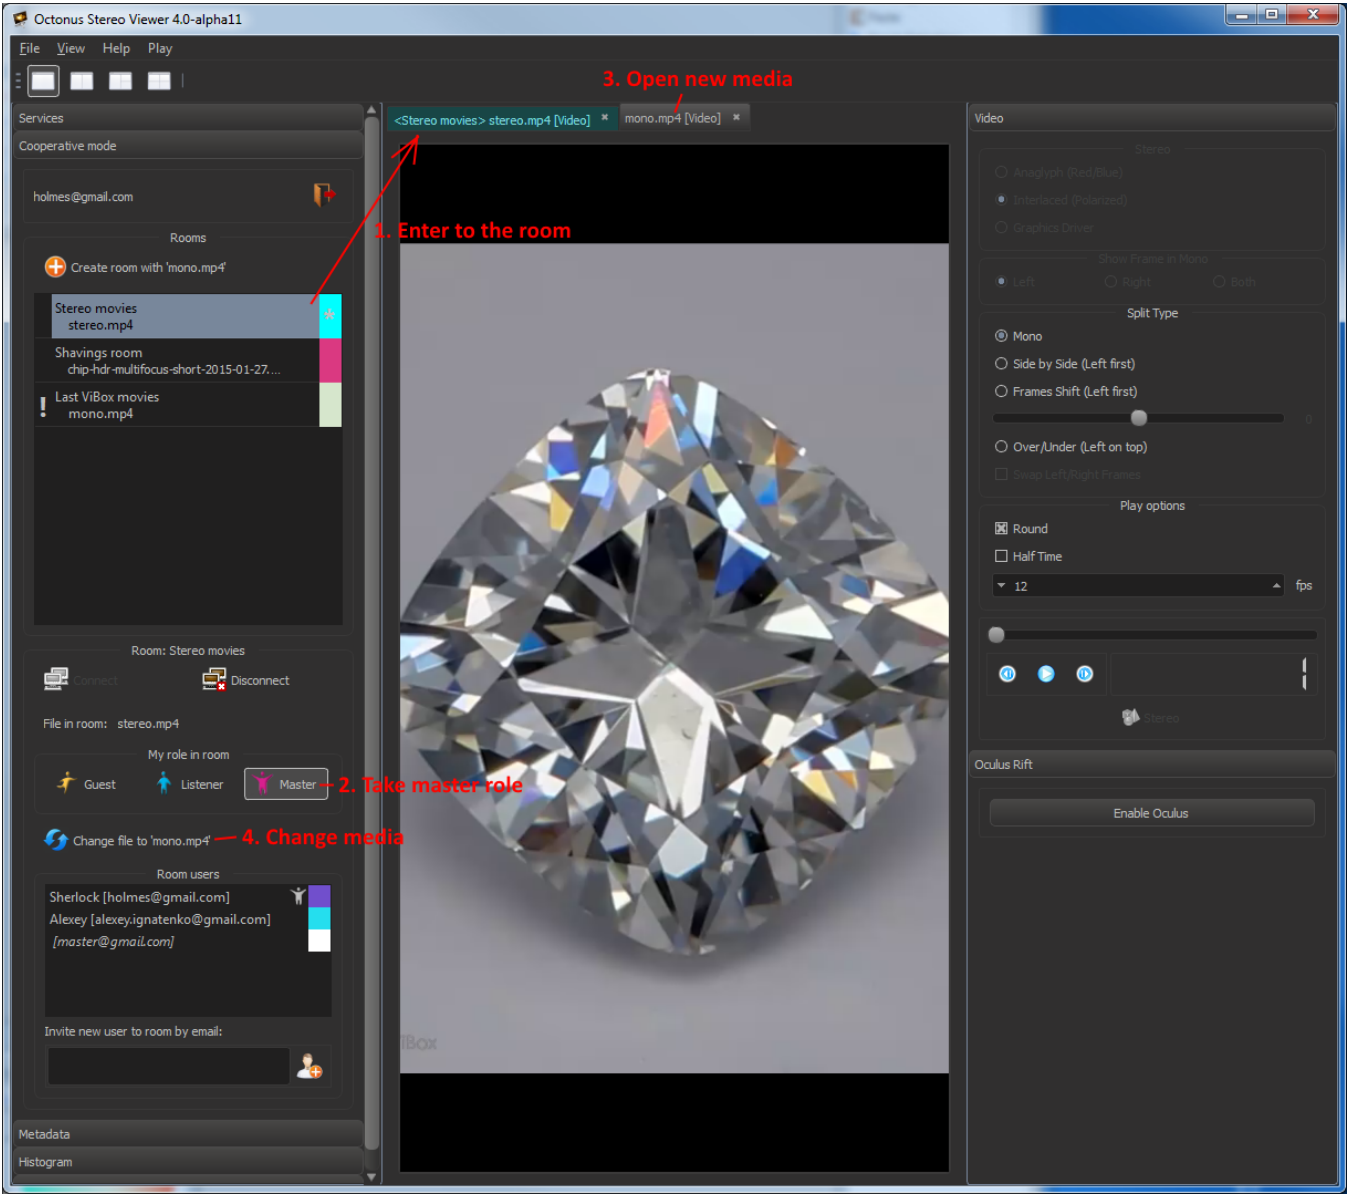 Octonus Stereo Viewer 4.0-alpha11
File View Help Play
3. Open new media
Services
Cooperative mode
holmes@gmail.com
Rooms
Create room with 'mono.mp4'
Stereo movies
stereo.mp4
*
Shavings room
chip-hdr-multifocus-short-2015-01-27....
! Last ViBox movies
mono.mp4
Room: Stereo movies
Connect Disconnect
File in room: stereo.mp4
My role in room
Guest Listener Master
2. Take master role
Change file to 'mono.mp4'
4. Change media
Room users
Sherlock [holmes@gmail.com]
Alexey [alexey.ignatenko@gmail.com]
[master@gmail.com]
Invite new user to room by email:
Metadata
Histogram
<Stereo movies> stereo.mp4 [Video] mono.mp4 [Video]
1. Enter to the room
iBox
Video
Stereo
Anaglyph (Red/Blue)
Interlaced (Polarized)
Graphics Driver
Show Frame in Mono
Left Right Both
Split Type
Mono
Side by Side (Left first)
Frames Shift (Left first)
0
Over/Under (Left on top)
Swap Left/Right Frames
Play options
Round
Half Time
12 fps
Stereo
Oculus Rift
Enable Oculus